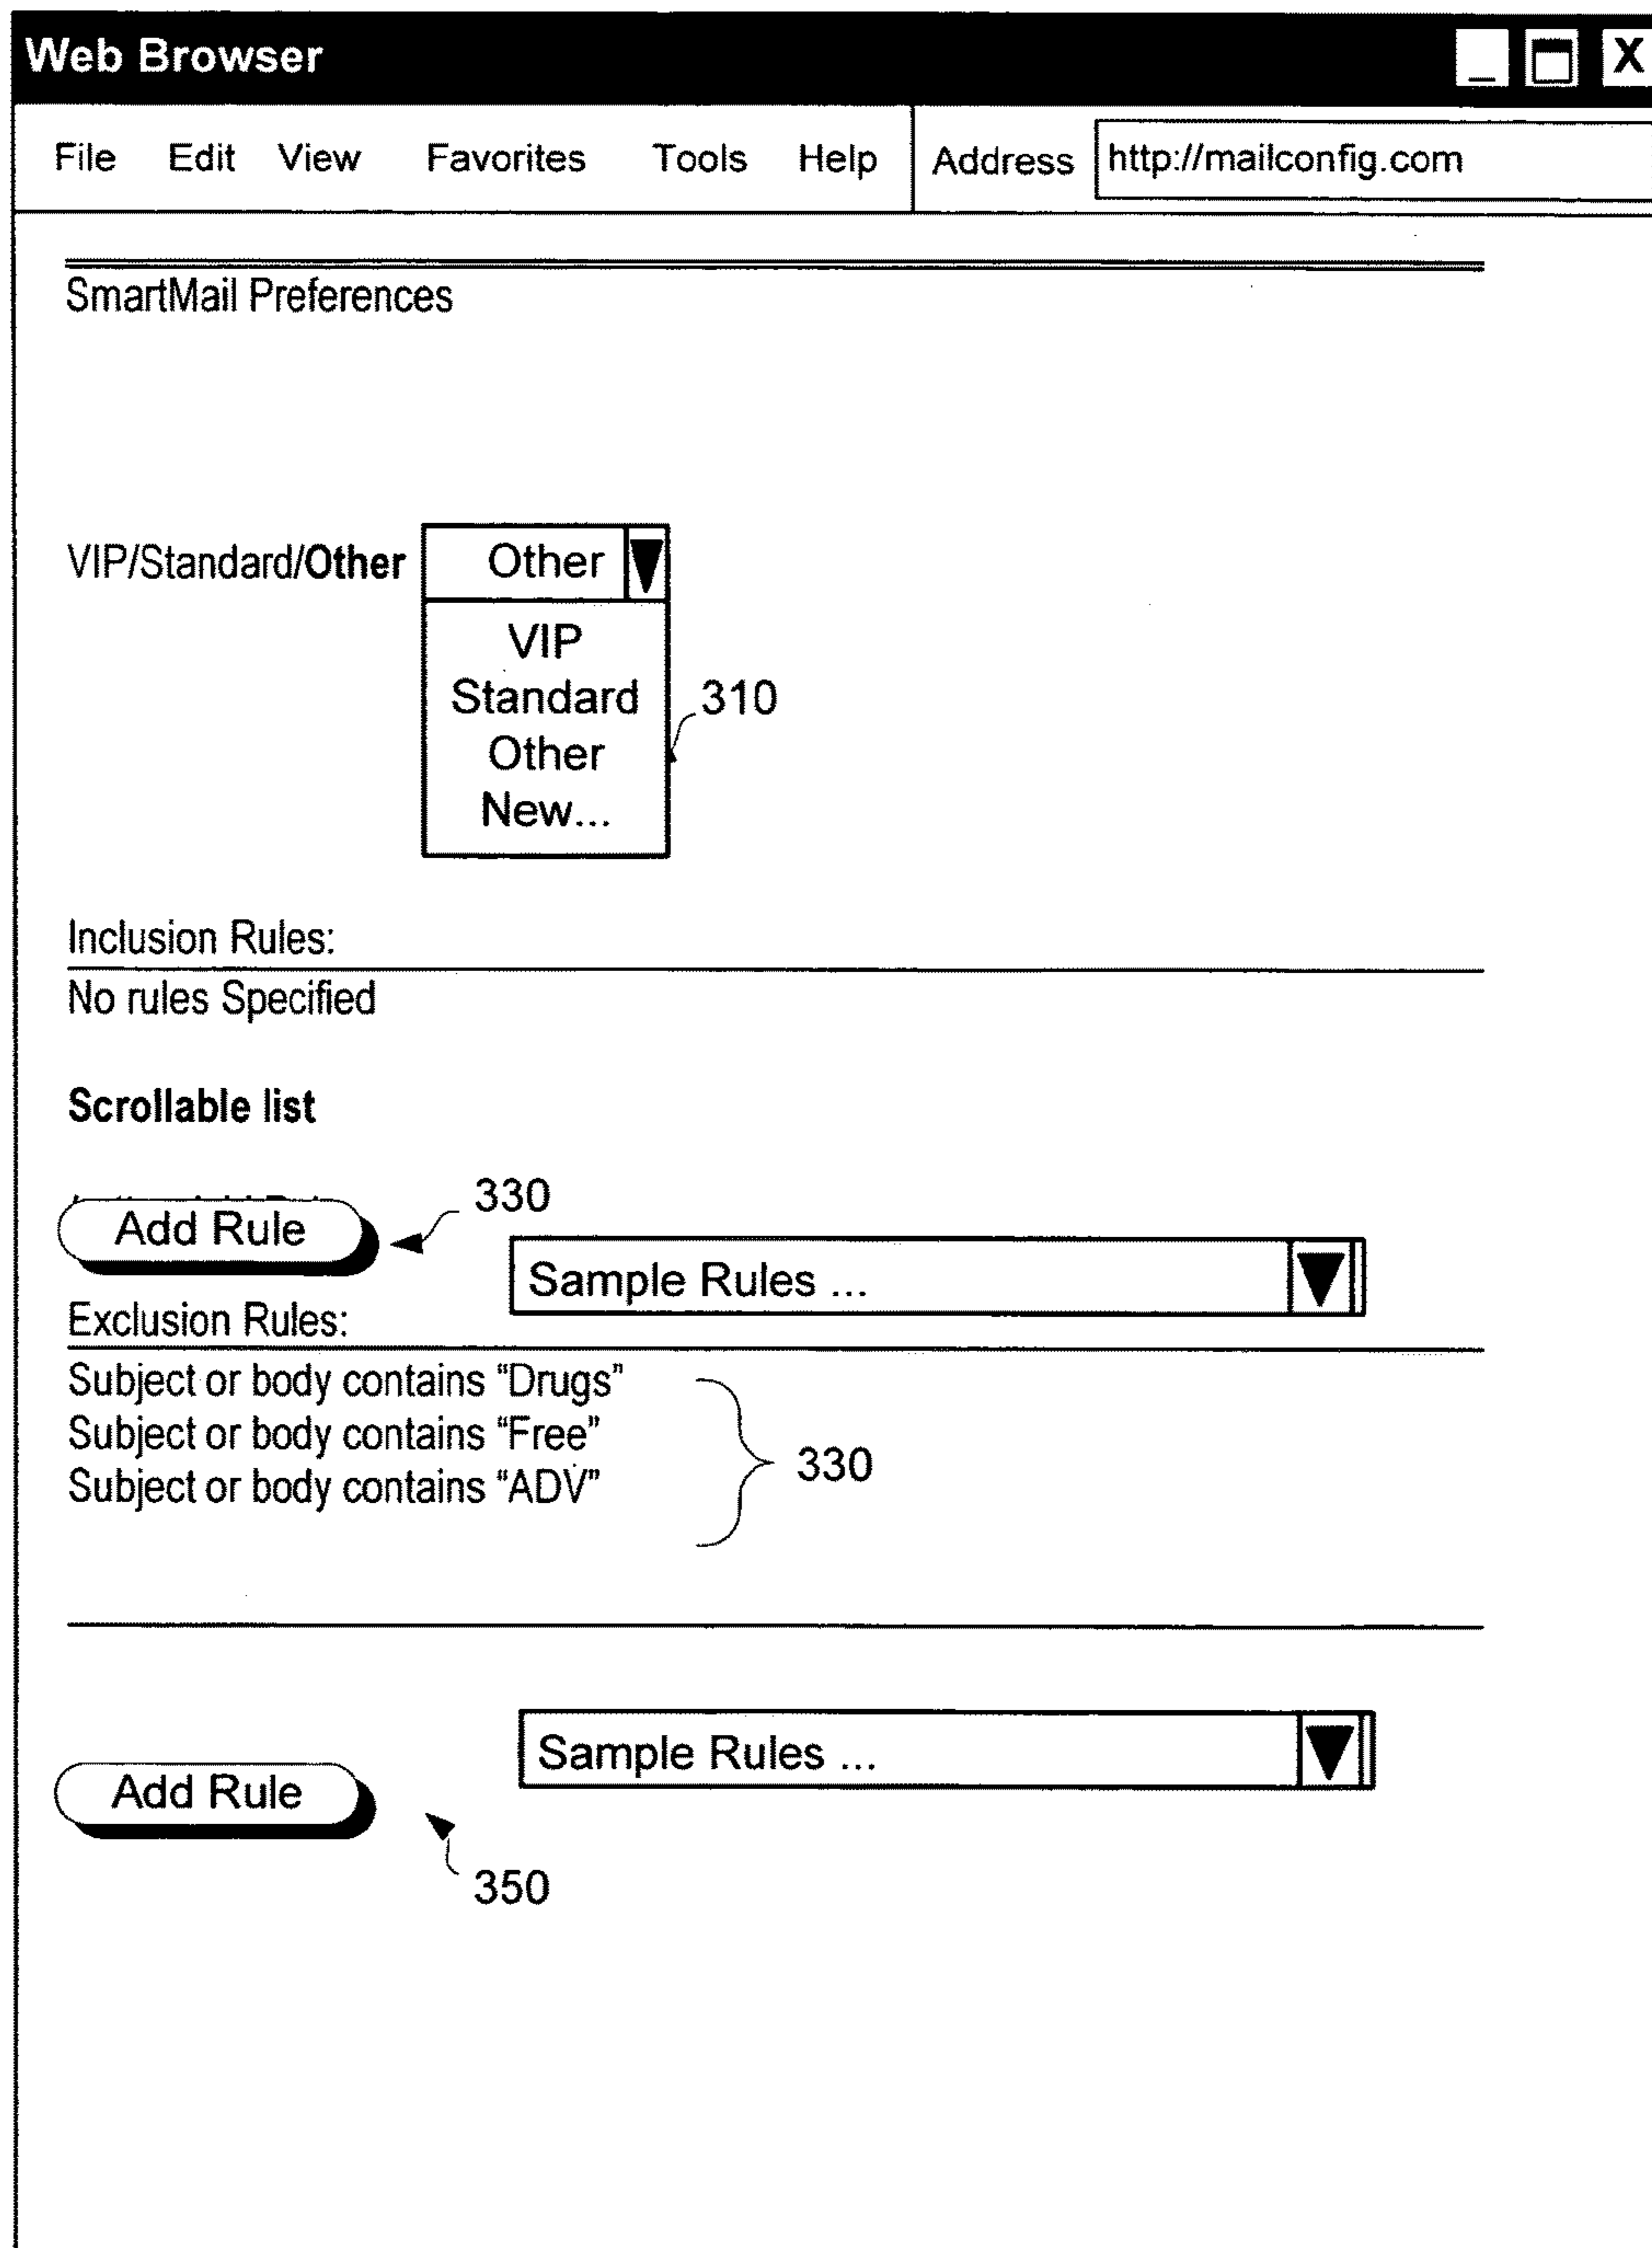 Web Browser _ X
File Edit View Favorites Tools Help Address http://mailconfig.com
SmartMail Preferences
VIP/Standard/Other Other
VIP
Standard
310
Other
New...
Inclusion Rules:
No rules Specified
Scrollable list
330
Add Rule
Sample Rules ...
Exclusion Rules:
Subject or body contains “Drugs”
Subject or body contains “Free”
330
Subject or body contains “ADV”
Sample Rules ...
Add Rule
350